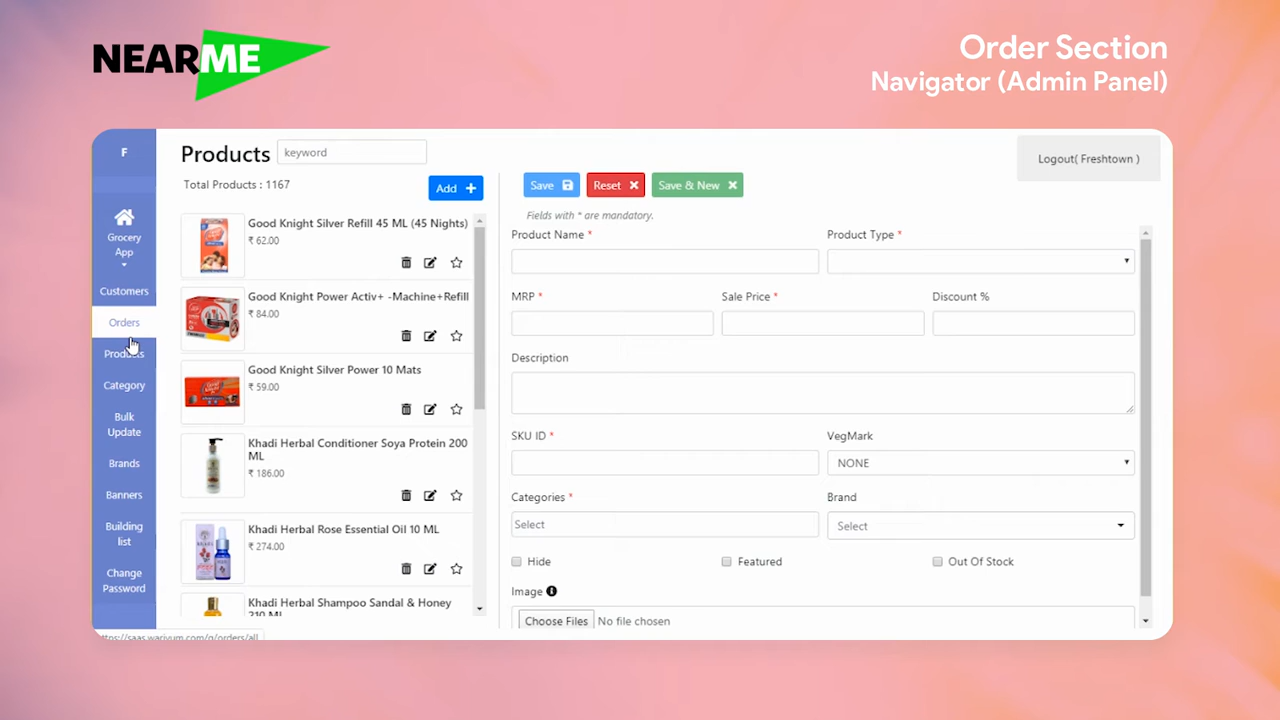 NEARME
Order Section
Navigator (Admin Panel)
F
Grocery
App
Customers
Orders
Products
Category
Bulk
Update
Brands
Banners
Building
list
Change
Password
Products
keyword
Logout( Freshtown )
Total Products : 1167
Add +
Good Knight Silver Refill 45 ML (45 Nights)
₹ 62.00
Good Knight Power Activ+ -Machine+Refill
₹ 84.00
Good Knight Silver Power 10 Mats
₹ 59.00
Khadi Herbal Conditioner Soya Protein 200
ML
₹ 186.00
Khadi Herbal Rose Essential Oil 10 ML
₹ 274.00
Khadi Herbal Shampoo Sandal & Honey
210 ML
Save
Reset
Save & New
Fields with * are mandatory.
Product Name *
Product Type *
MRP *
Sale Price *
Discount %
Description
SKU ID *
VegMark
NONE
Categories *
Select
Brand
Select
Hide
Featured
Out Of Stock
Image
Choose Files No file chosen